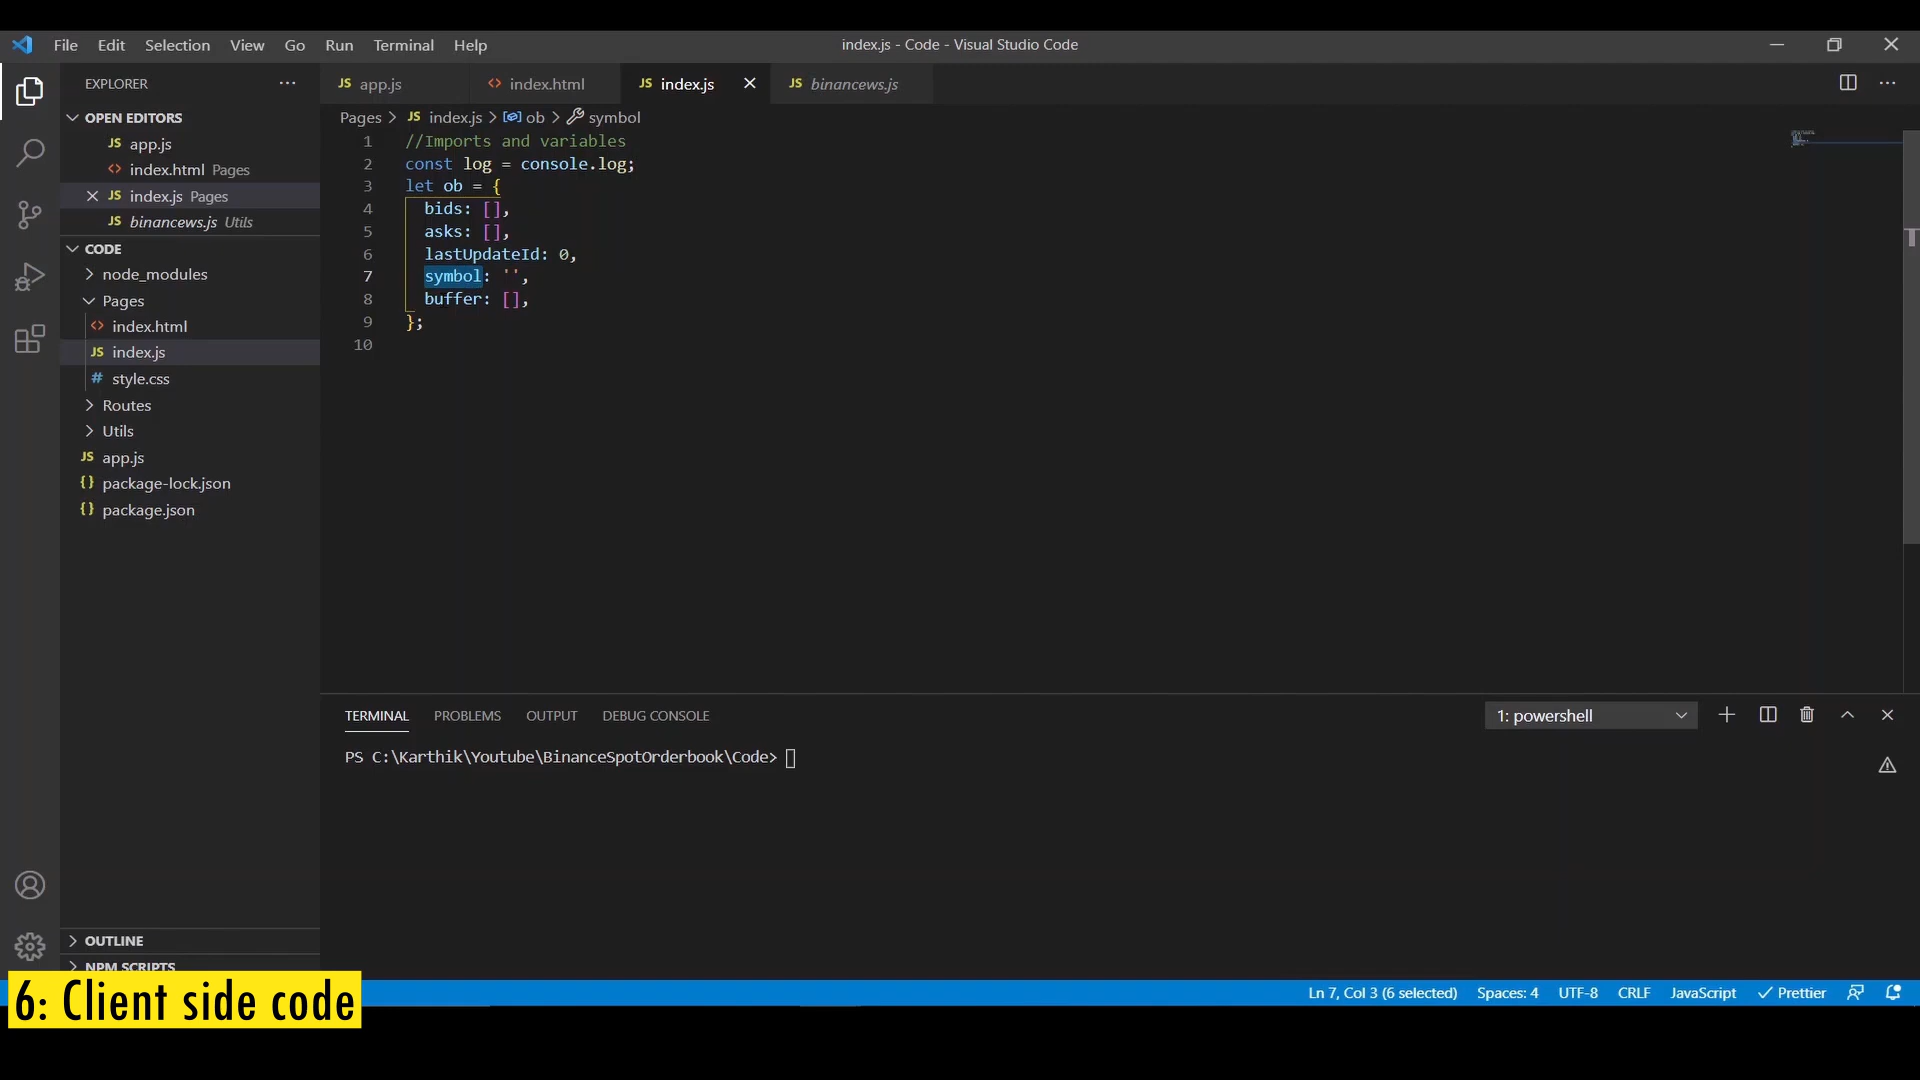 File Edit Selection View Go Run Terminal Help
index.js - Code - Visual Studio Code
EXPLORER
OPEN EDITORS
JS app.js
<> index.html Pages
JS index.js Pages
JS binancews.js Utils
CODE
node_modules
Pages
<> index.html
JS index.js
# style.css
Routes
Utils
JS app.js
{} package-lock.json
{} package.json
OUTLINE
NPM SCRIPTS
JS app.js
<> index.html
JS index.js
JS binancews.js
Pages > JS index.js > ob > symbol
1 //Imports and variables
2 const log = console.log;
3 let ob = {
4 bids: [],
5 asks: [],
6 lastUpdateId: 0,
7 symbol: '',
8 buffer: [],
9 };
10
TERMINAL PROBLEMS OUTPUT DEBUG CONSOLE
1: powershell
PS C:\Karthik\Youtube\BinanceSpotOrderbook\Code>
6: Client side code
Ln 7, Col 3 (6 selected) Spaces: 4 UTF-8 CRLF JavaScript Prettier